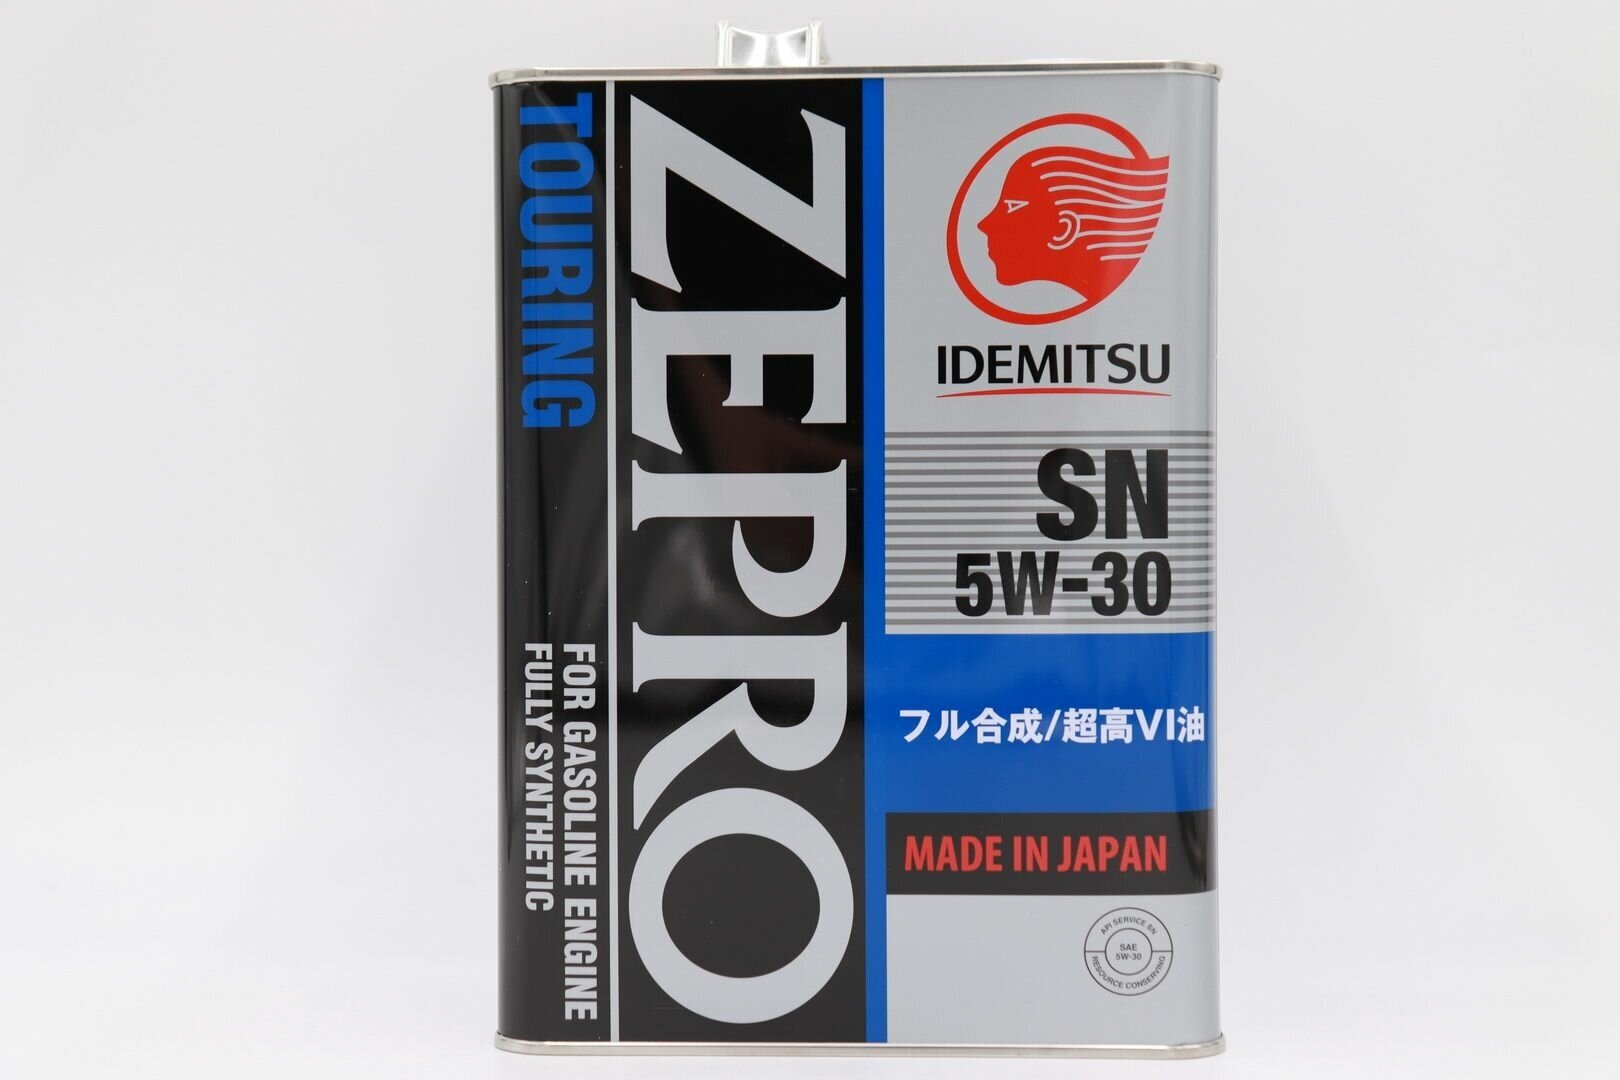 TOURING
FOR GASOLINE ENGINE
FULLY SYNTHETIC
ZEPRO
IDEMITSU
SN
5W-30
フル合成/超高VI油
MADE IN JAPAN
API SERVICE SN
SAE
5W-30
RESOURCE CONSERVING